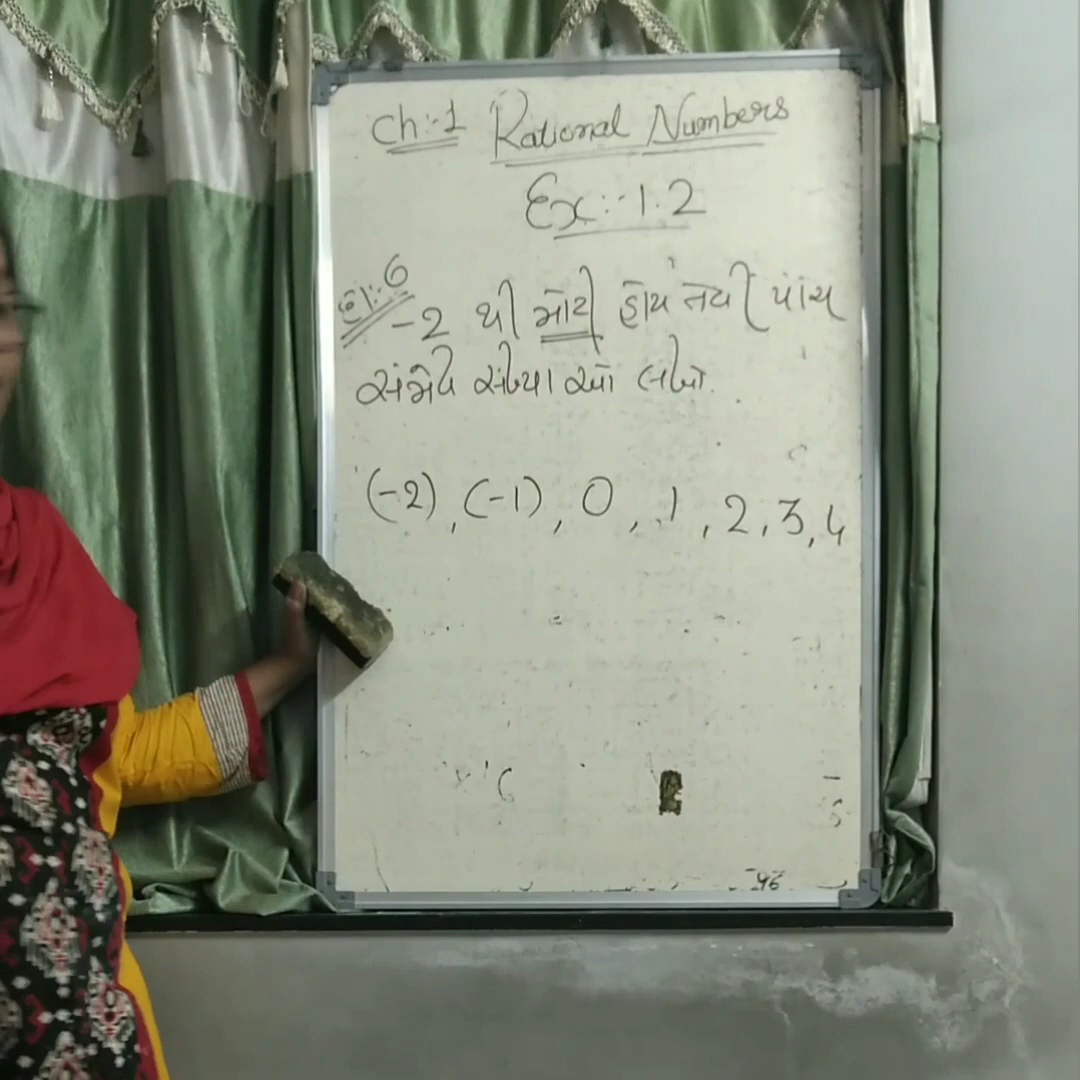 Ch:-1 Rational Numbers
Ex:-1.2
દા:6 -2 થી મોટી હોય તેવી પાંચ
સંમેય સંખ્યાઓ લખો.
(-2), (-1), 0, 1, 2, 3, 4